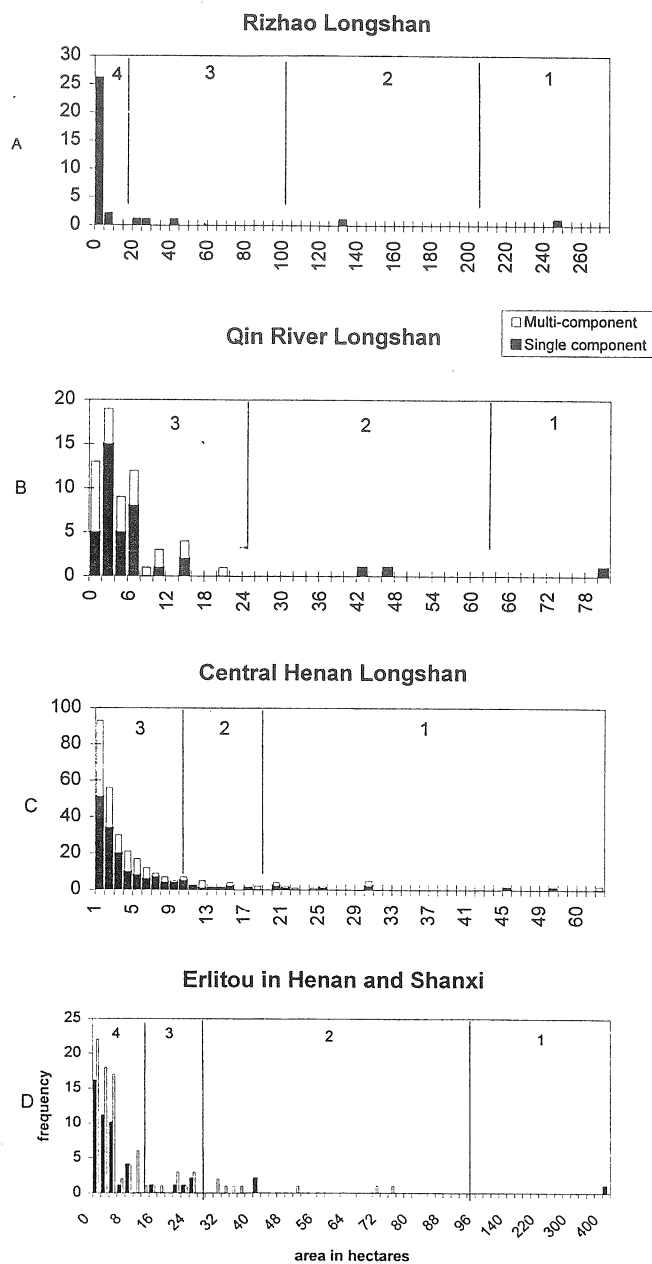 Rizhao Longshan
A
30
25
20
15
10
5
0
4 3 2 1
0 20 40 60 80 100 120 140 160 180 200 220 240 260
Qin River Longshan
Multi-component
Single component
B
20
15
10
5
0
3 2 1
0 6 12 18 24 30 36 42 48 54 60 66 72 78
Central Henan Longshan
C
100
80
60
40
20
0
3 2 1
1 5 9 13 17 21 25 29 33 37 41 45 49 60
Erlitou in Henan and Shanxi
D
frequency
25
20
15
10
5
0
4 3 2 1
0 8 16 24 32 40 48 56 64 72 80 88 96 140 220 300 400
area in hectares